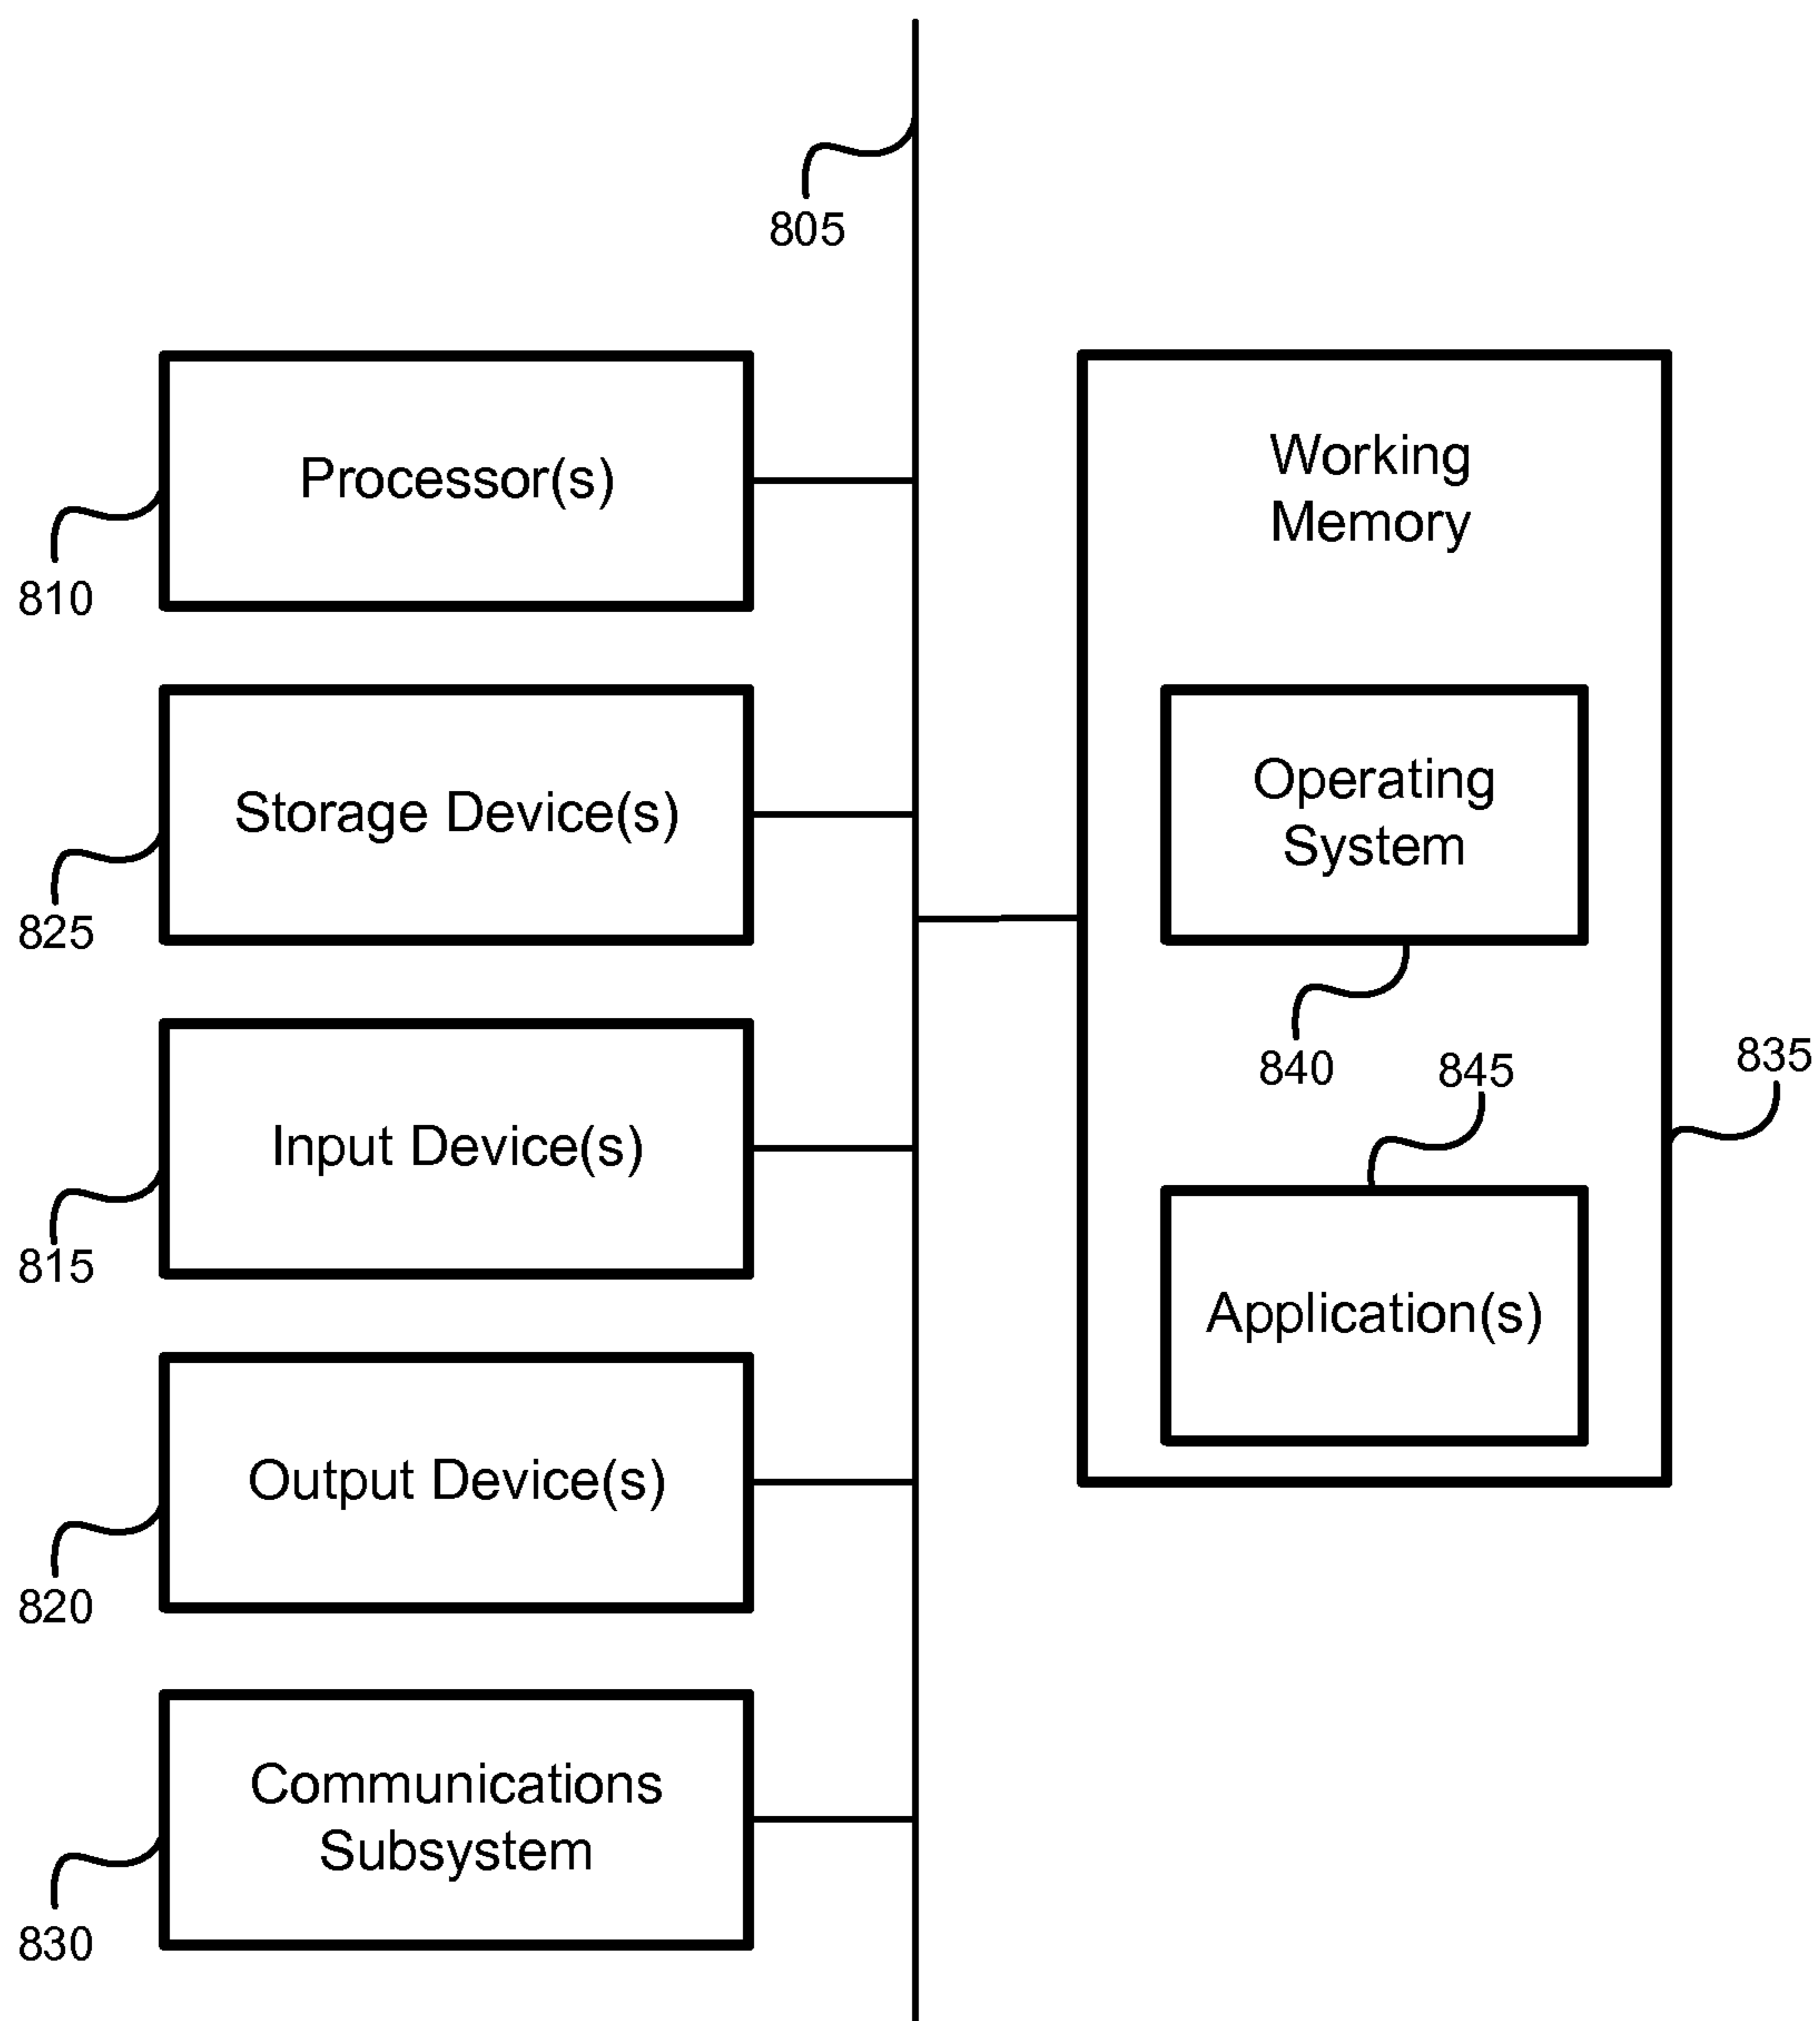 805
Processor(s)
810
Storage Device(s)
825
Input Device(s)
815
Output Device(s)
820
Communications
Subsystem
830
Working
Memory
Operating
System
840
845
835
Application(s)